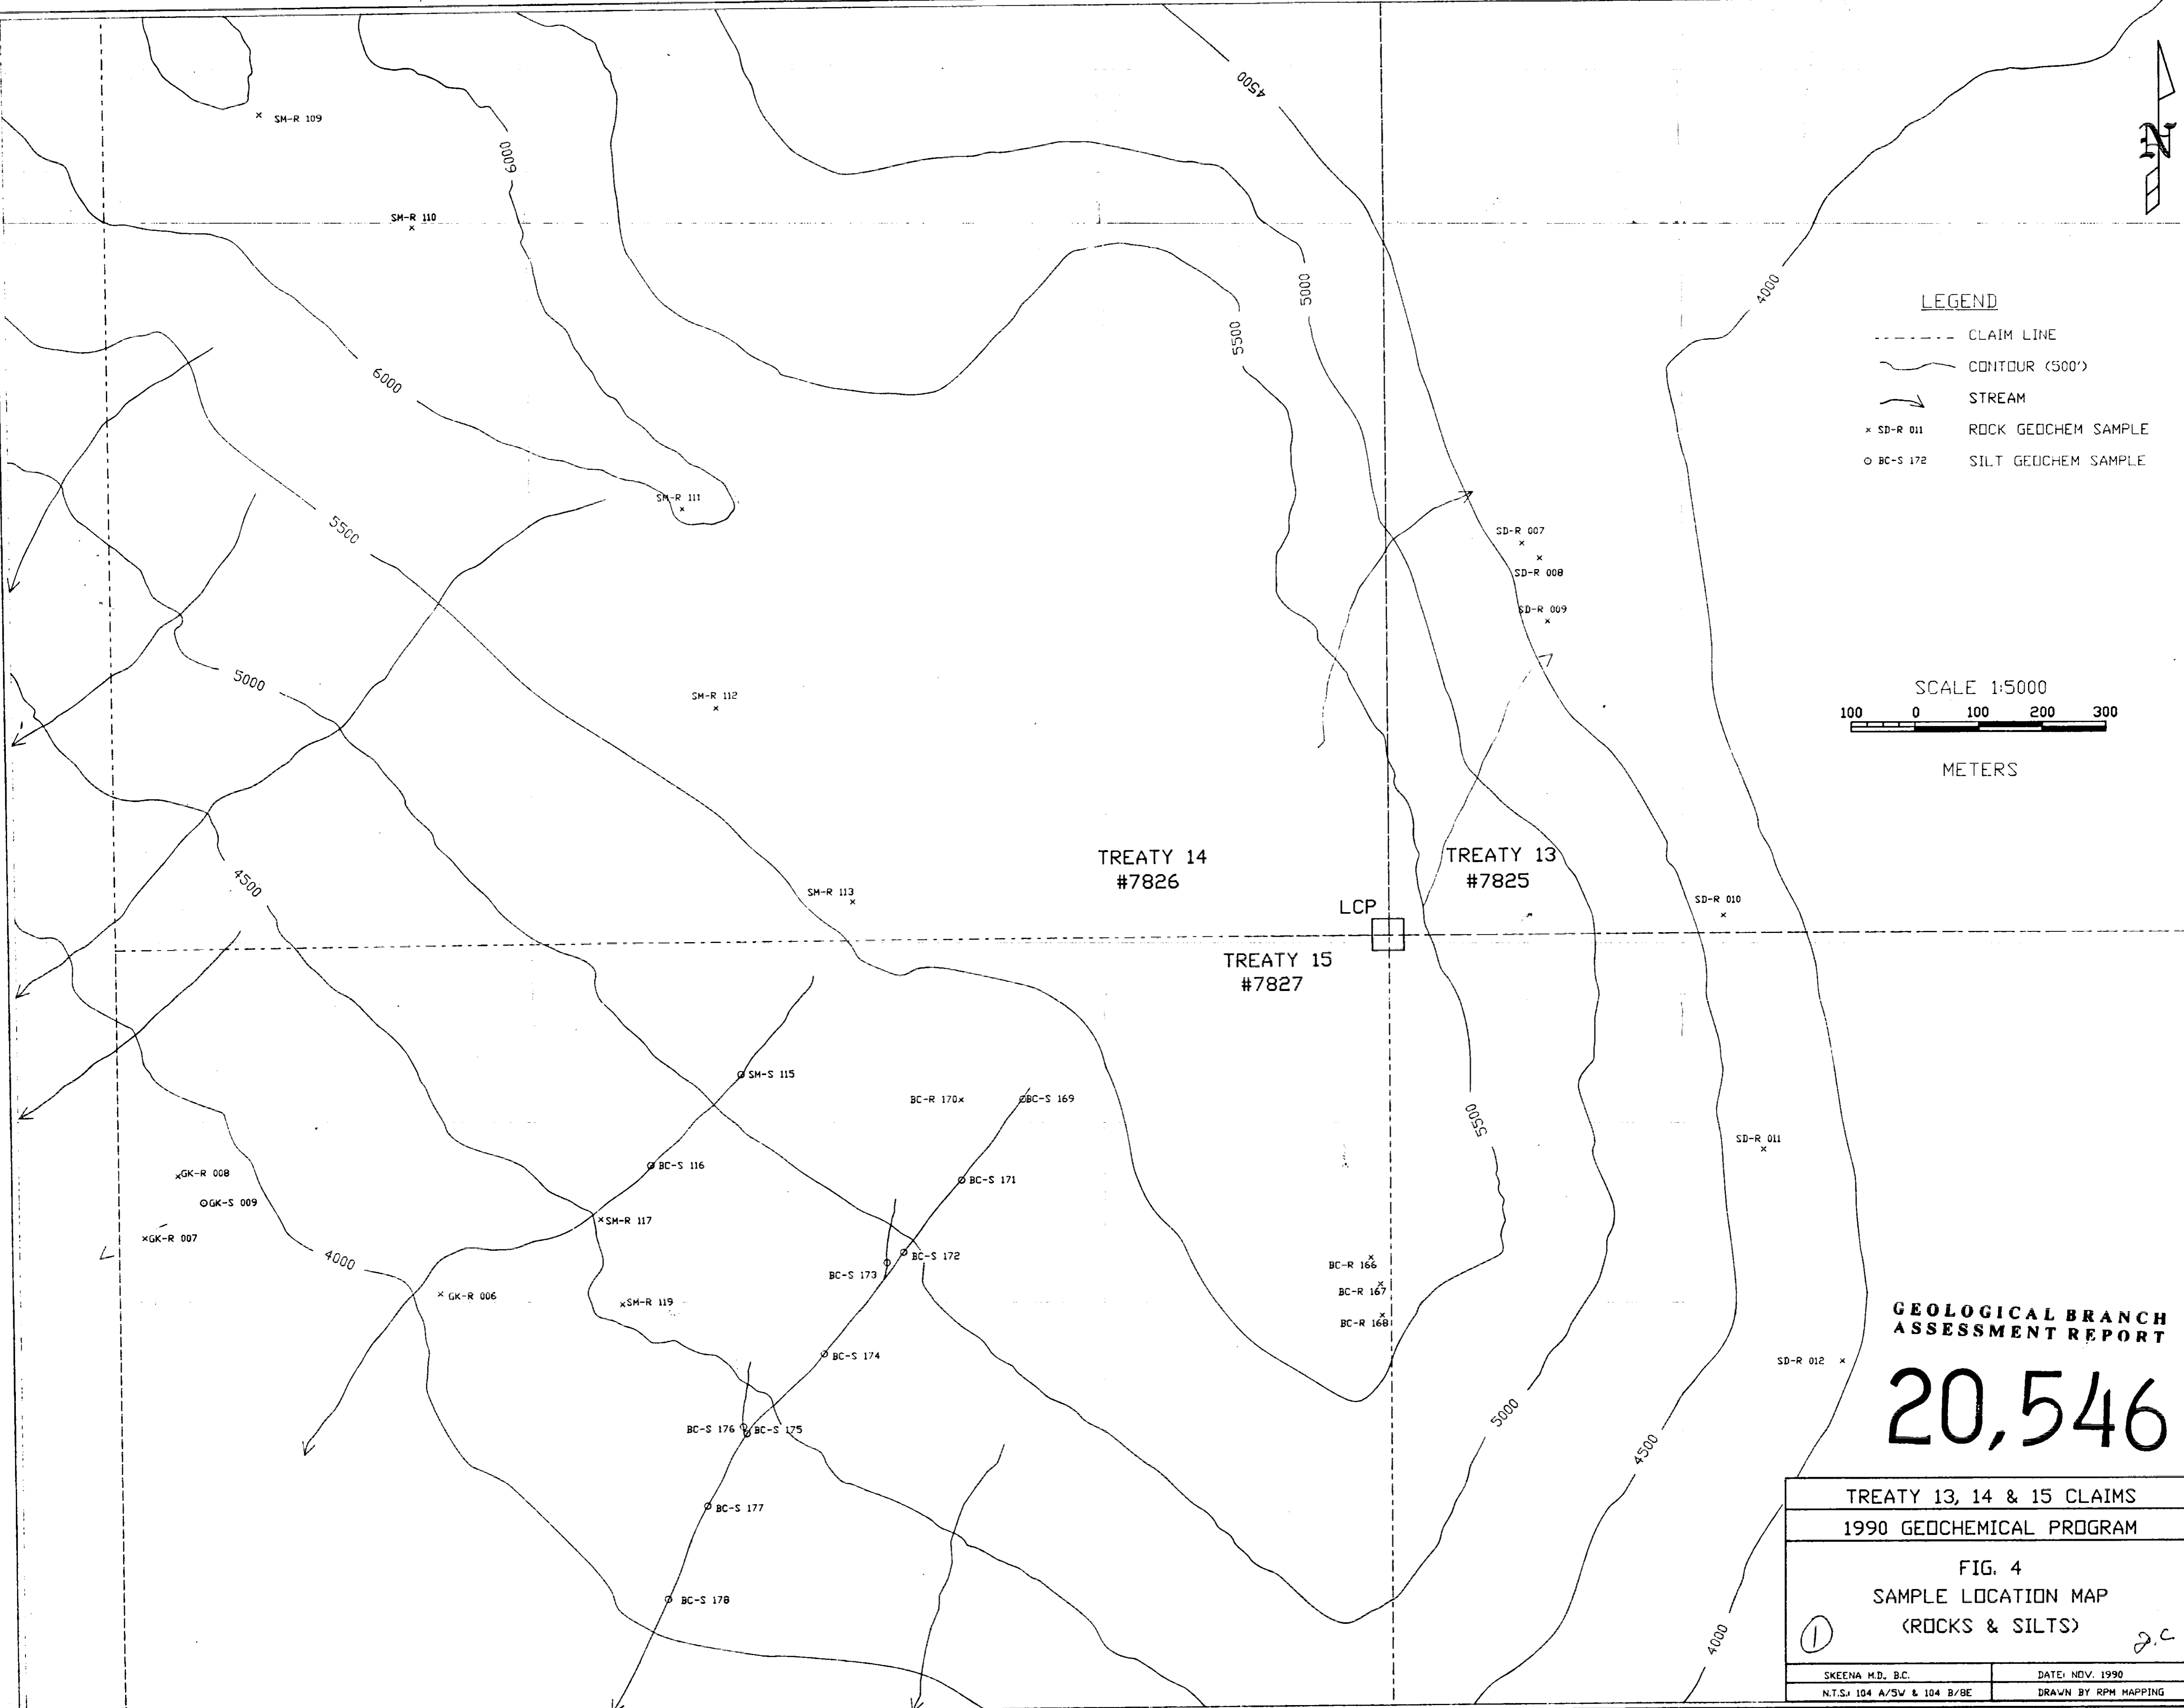 4500
SM-R 109
6000
SM-R 110
4000
5000
5500
LEGEND
CLAIM LINE
CONTOUR (500')
STREAM
x SD-R 011 ROCK GEOCHEM SAMPLE
o BC-S 172 SILT GEOCHEM SAMPLE
6000
SM-R 111
5500
SD-R 007
SD-R 008
SD-R 009
5000
SM-R 112
SCALE 1:5000
100 0 100 200 300
METERS
TREATY 14
#7826
TREATY 13
#7825
4500
SM-R 113
LCP
SD-R 010
TREATY 15
#7827
SM-S 115
BC-R 170
BC-S 169
5500
SD-R 011
BC-S 116
GK-R 008
BC-S 171
GK-S 009
SM-R 117
GK-R 007
4000
BC-S 172
BC-S 173
BC-R 166
BC-R 167
GK-R 006
SM-R 119
BC-R 168
GEOLOGICAL BRANCH
ASSESSMENT REPORT
BC-S 174
SD-R 012
20,546
5000
BC-S 176
BC-S 175
4500
BC-S 177
BC-S 178
4000
TREATY 13, 14 & 15 CLAIMS
1990 GEOCHEMICAL PROGRAM
FIG. 4
SAMPLE LOCATION MAP
(ROCKS & SILTS)
1
SKEENA M.D., B.C.
DATE: NOV. 1990
N.T.S.: 104 A/5W & 104 B/8E
DRAWN BY RPM MAPPING
N